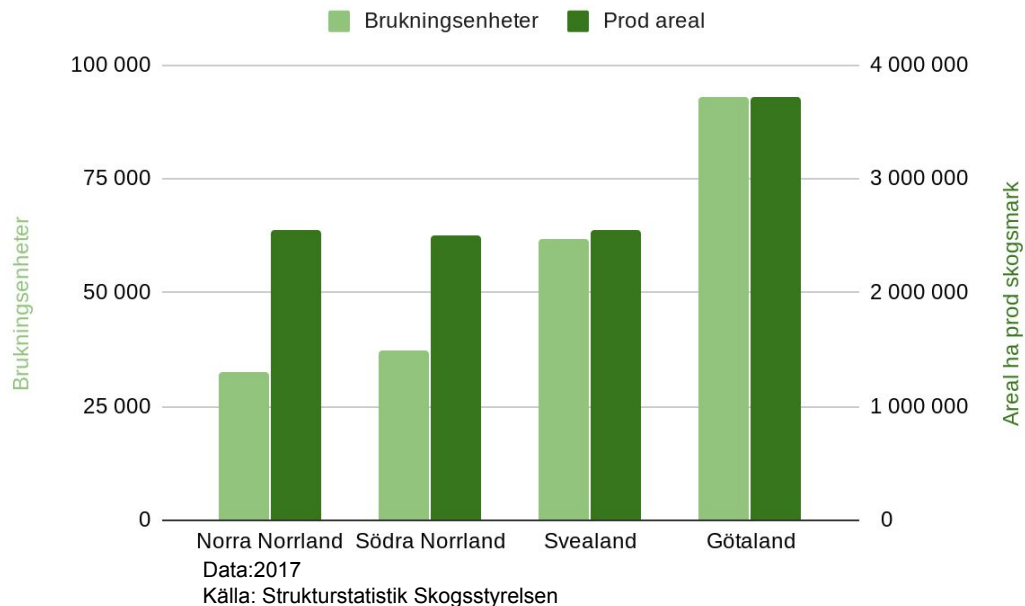 Brukningsenheter Prod areal
100 000 4 000 000
75 000 3 000 000
50 000 2 000 000
25 000 1 000 000
0 0
Brukningsenheter
Areal ha prod skogsmark
Norra Norrland Södra Norrland Svealand Götaland
Data:2017
Källa: Strukturstatistik Skogsstyrelsen